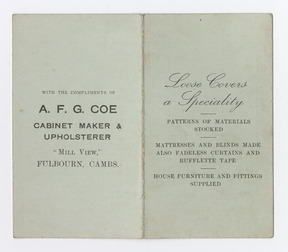 WITH THE COMPLIMENTS OF
A. F. G. COE
CABINET MAKER &
UPHOLSTERER
"MILL VIEW,"
FULBOURN, CAMBS.
Loose Covers
a Speciality
PATTERNS OF MATERIALS
STOCKED
MATTRESSES AND BLINDS MADE
ALSO FADELESS CURTAINS AND
RUFFLETTE TAPE
HOUSE FURNITURE AND FITTINGS
SUPPLIED